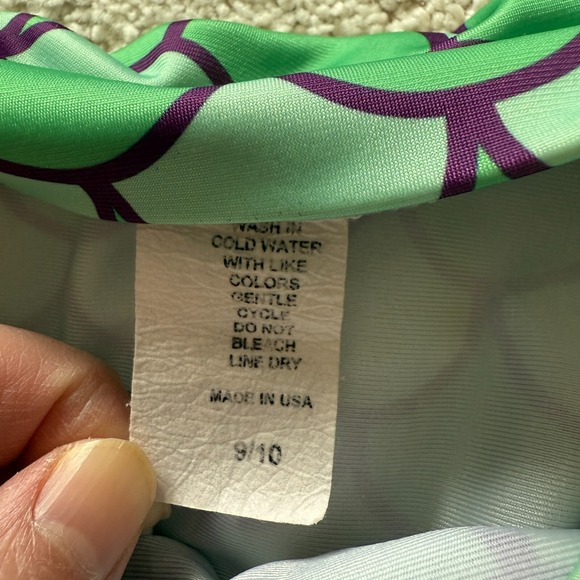 WASH IN
COLD WATER
WITH LIKE
COLORS
GENTLE
CYCLE
DO NOT
BLEACH
LINE DRY
MADE IN USA
9/10